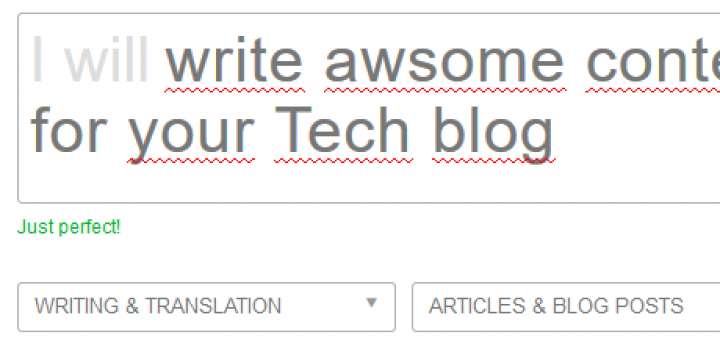 I will write awsome conte
for your Tech blog
Just perfect!
WRITING & TRANSLATION ARTICLES & BLOG POSTS